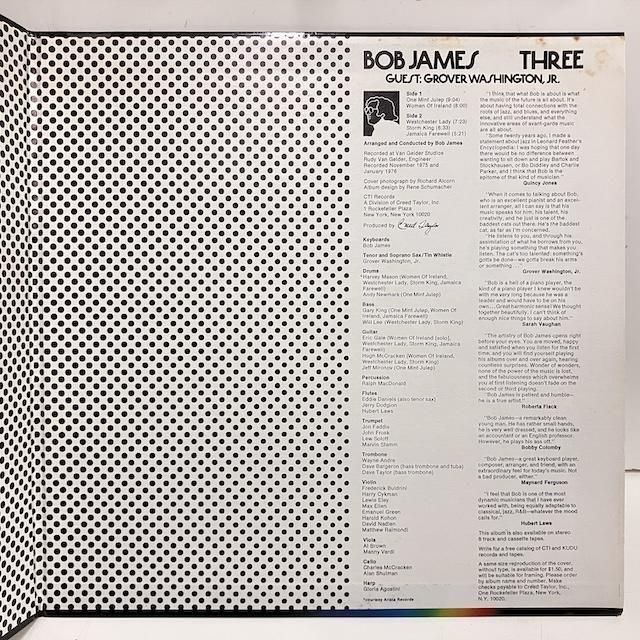 BOB JAMES THREE
GUEST: GROVER WASHINGTON, JR.
Side 1
One Mint Julep (9:04)
Women Of Ireland (8:00)
Side 2
Westchester Lady (7:23)
Storm King (6:33)
Jamaica Farewell (5:21)
Arranged and Conducted by Bob James
Recorded at Van Gelder Studios
Rudy Van Gelder, Engineer
Recorded November 1975 and
January 1976
Cover photograph by Richard Alcorn
Album design by Rene Schumacher
CTI Records
A Division of Creed Taylor, Inc.
1 Rockefeller Plaza
New York, New York 10020
Produced by Creed Taylor
Keyboards
Bob James
Tenor and Soprano Sax/Tin Whistle
Grover Washington, Jr.
Drums
*Harvey Mason (Women Of Ireland,
Westchester Lady, Storm King, Jamaica
Farewell)
Andy Newmark (One Mint Julep)
Bass
Gary King (One Mint Julep, Women Of
Ireland, Jamaica Farewell)
Will Lee (Westchester Lady, Storm King)
Guitar
Eric Gale (Women Of Ireland [solo],
Westchester Lady, Storm King, Jamaica
Farewell)
Hugh McCracken (Women Of Ireland,
Westchester Lady, Storm King, Jamaica
Farewell)
Jeff Mironov (One Mint Julep)
Percussion
Ralph MacDonald
Flutes
Eddie Daniels (also tenor sax)
Jerry Dodgion
Hubert Laws
Trumpet
Jon Faddis
John Frosk
Lew Soloff
Marvin Stamm
Trombone
Wayne Andre
Dave Bargeron (bass trombone and tuba)
Dave Taylor (bass trombone)
Violin
Frederick Buldrini
Harry Cykman
Lewis Eley
Max Ellen
Emanuel Green
Harold Kohon
David Nadien
Matthew Raimondi
Viola
Al Brown
Manny Vardi
Cello
Charles McCracken
Alan Shulman
Harp
Gloria Agostini
*courtesy Arista Records
"I think that what Bob is about is what
the music of the future is all about. It's
about having total connections with the
roots of jazz, and blues, and everything
else, and still understand what the
innovative areas of avant-garde music
are all about.
"Some twenty years ago, I made a
statement about jazz in Leonard Feather's
Encyclopedia: I was hoping that one day
there would be no difference between
wanting to sit down and play Bartok and
Stockhausen, or Bo Diddley and Charlie
Parker, and I think that Bob is the
epitome of that kind of musician."
Quincy Jones
"When it comes to talking about Bob,
who is an excellent pianist and an excel-
lent arranger, all I can say is that his
music speaks for him, his talent, his
creativity, and he just is one of the
baddest cats out there. He's the baddest
cat, as far as I'm concerned.
"He listens to you, and through his
assimilation of what he borrows from you,
he's playing something that makes you
listen. The cat's too talented: something's
gotta be done—we gotta break his arms
or something . . ."
Grover Washington, Jr.
"Bob is a hell of a piano player, the
kind of a piano player I knew wouldn't be
with me very long because he was a
leader and would have to be on his
own. . . . Great harmonic sense! We thought
together beautifully. I can't think of
enough nice things to say about him."
Sarah Vaughan
"The artistry of Bob James opens right
before your eyes. You are moved, happy
and satisfied when you listen for the first
time, and you will find yourself playing
his albums over and over again, hearing
countless surprises. Wonder of wonders,
none of the power of the music is lost,
and the fabulousness which overwhelms
you at first listening doesn't fade on the
second or third playing.
"Bob James is patient and humble—
he is a true artist."
Roberta Flack
"Bob James—a remarkably clean
young man. He has rather small hands,
he is very well dressed, and he looks like
an accountant or an English professor.
However, he plays his ass off."
Bobby Colomby
"Bob James—a great keyboard player,
composer, arranger, and friend, with an
extraordinary feel for today's music. Not
a bad producer, either."
Maynard Ferguson
"I feel that Bob is one of the most
dynamic musicians that I have ever
worked with, being equally adaptable to
classical, jazz, R&B—whatever the mood
calls for."
Hubert Laws
This album is also available on stereo
8 track and cassette tapes.
Write for a free catalog of CTI and KUDU
records and tapes.
A same size reproduction of the cover,
without type, is available for $1.50, and
will be suitable for framing. Please order
by album name and number. Make
checks payable to Creed Taylor, Inc.,
One Rockefeller Plaza, New York,
N.Y. 10020.